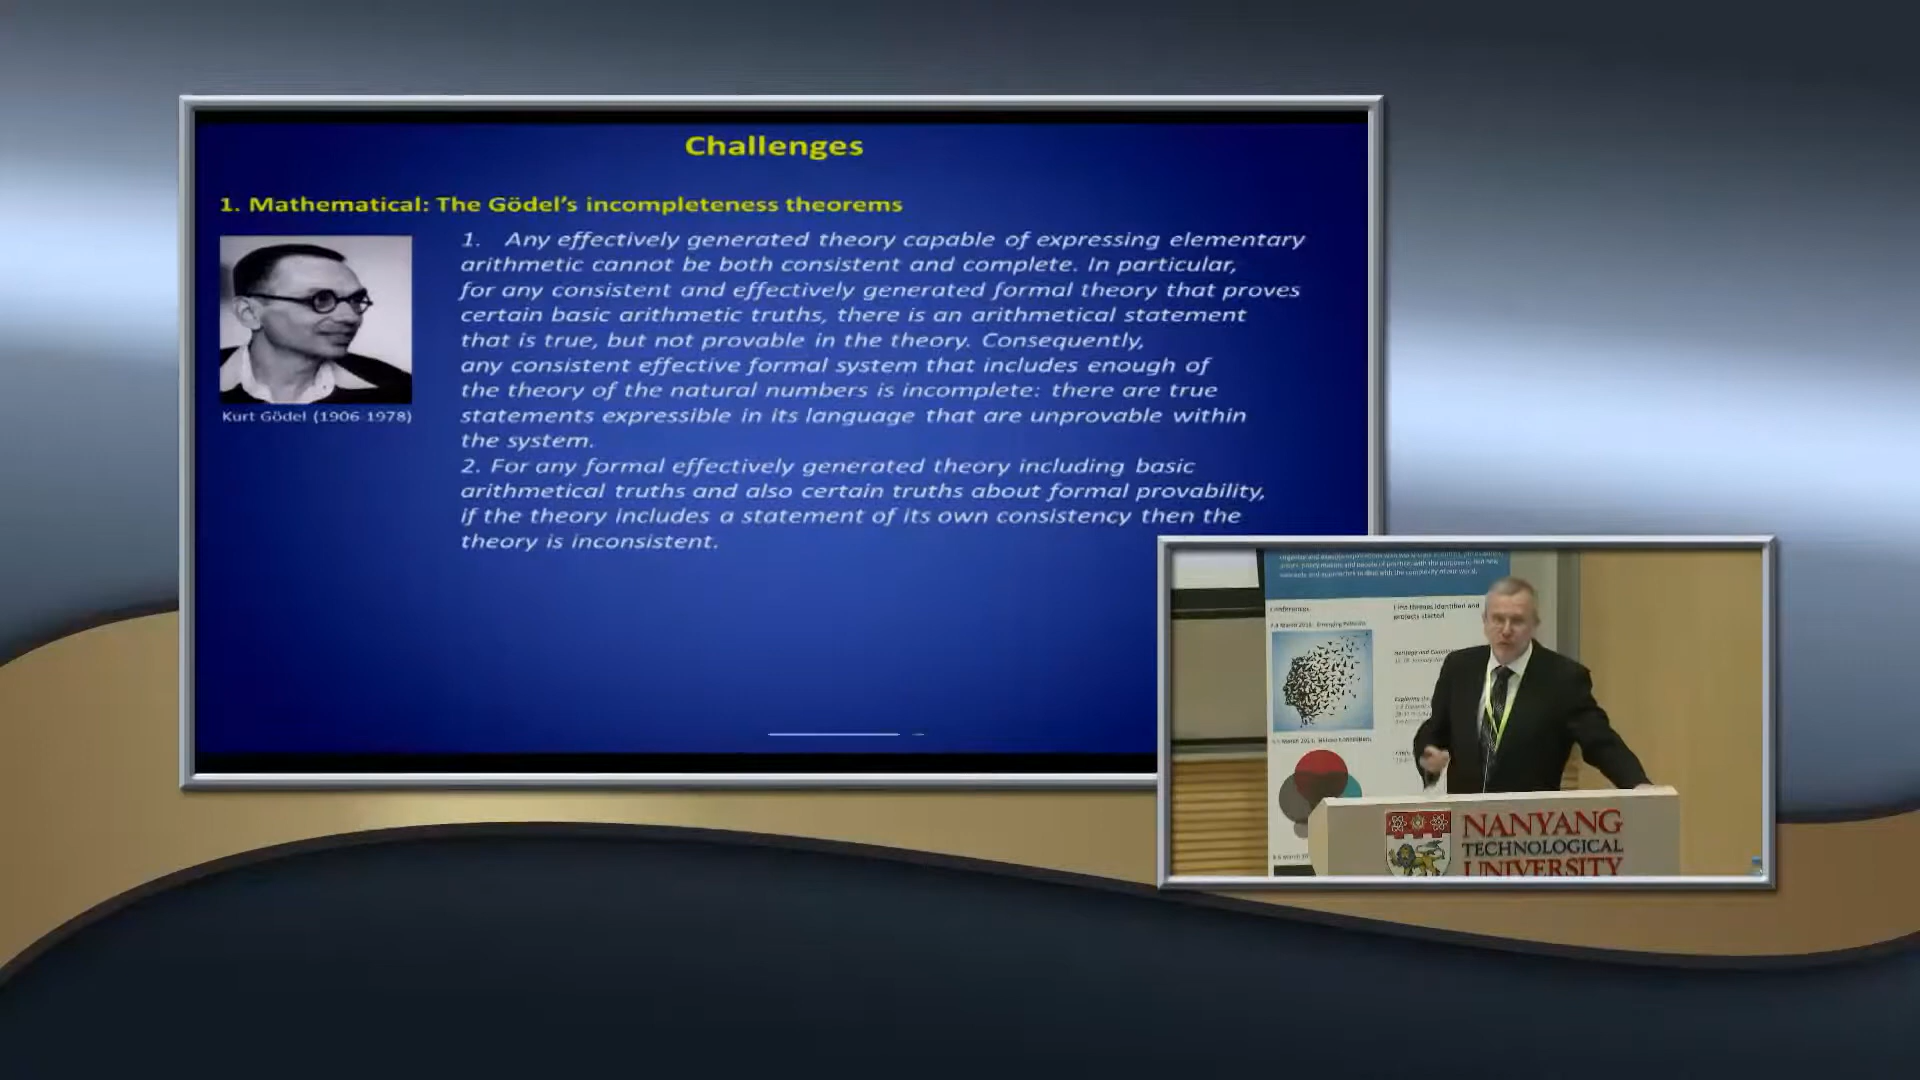 Challenges
1. Mathematical: The Gödel's incompleteness theorems
1. Any effectively generated theory capable of expressing elementary
arithmetic cannot be both consistent and complete. In particular,
for any consistent and effectively generated formal theory that proves
certain basic arithmetic truths, there is an arithmetical statement
that is true, but not provable in the theory. Consequently,
any consistent effective formal system that includes enough of
the theory of the natural numbers is incomplete: there are true
statements expressible in its language that are unprovable within
the system.
2. For any formal effectively generated theory including basic
arithmetical truths and also certain truths about formal provability,
if the theory includes a statement of its own consistency then the
theory is inconsistent.
Kurt Gödel (1906-1978)
Conferences
themes identified and
projects started
NANYANG
TECHNOLOGICAL
UNIVERSITY